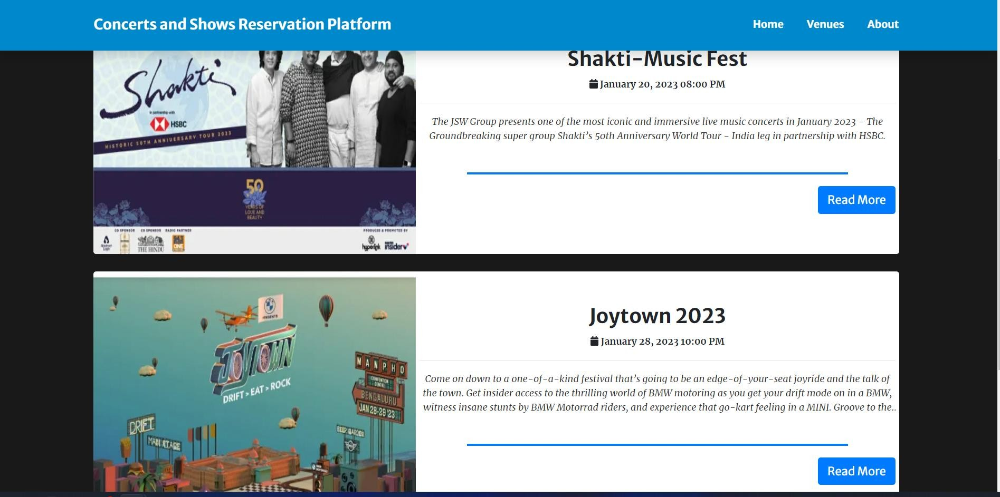 Concerts and Shows Reservation Platform
Home
Venues
About
Shakti
In partnership with
HSBC
HISTORIC 50TH ANNIVERSARY TOUR 2023
50
YEARS OF
LOVE AND
BEAUTY
CO SPONSOR
CO SPONSOR
RADIO PARTNER
PRODUCED & PROMOTED BY
Abstract
Logix
THE HINDU
ONE
hyperlink
insider
Shakti-Music Fest
January 20, 2023 08:00 PM
The JSW Group presents one of the most iconic and immersive live music concerts in January 2023 - The
Groundbreaking super group Shakti’s 50th Anniversary World Tour - India leg in partnership with HSBC.
Read More
PRESENTS
JOYTOWN
DRIFT > EAT > ROCK
MANPHO
CONVENTION
CENTRE
BENGALURU
JAN 28-29 '23
DRIFT
MAIN STAGE
BEER GARDEN
Joytown 2023
January 28, 2023 10:00 PM
Come on down to a one-of-a-kind festival that’s going to be an edge-of-your-seat joyride and the talk of
the town. Get insider access to the thrilling world of BMW motoring as you get your drift mode on in a BMW,
witness insane stunts by BMW Motorrad riders, and experience that go-kart feeling in a MINI. Groove to the..
Read More